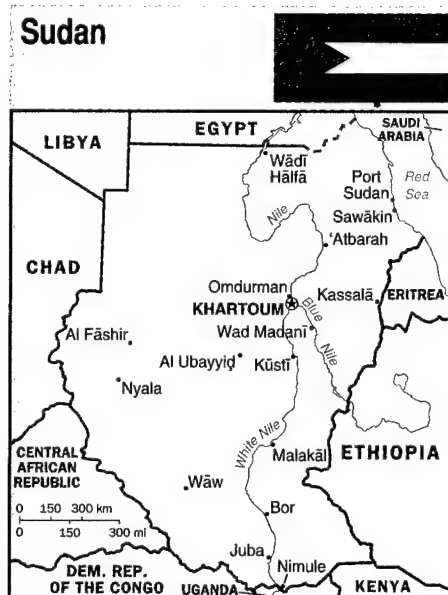 Sudan
LIBYA
EGYPT
SAUDI
ARABIA
Wādī
Hālfā
Port
Sudan
Red
Sea
Nile
Sawākin
'Atbarah
CHAD
Omdurman
KHARTOUM
Kassalā
ERITREA
Blue
Nile
Al Fāshir
Wad Madanī
Al Ubayyiḍ
Kūstī
Nyala
White Nile
Malakāl
ETHIOPIA
CENTRAL
AFRICAN
REPUBLIC
Wāw
0 150 300 km
0 150 300 mi
Bor
Juba
Nimule
DEM. REP.
OF THE CONGO
UGANDA
KENYA